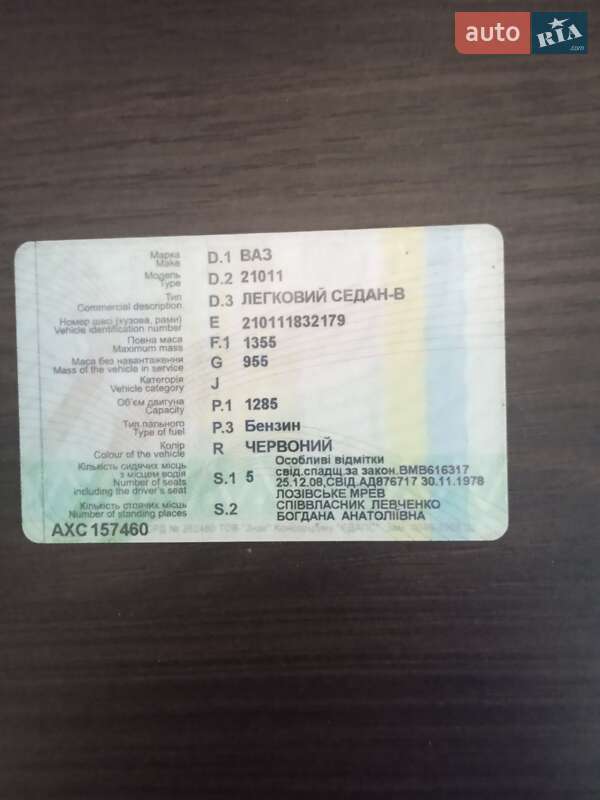 auto RIA.com
Марка D.1 ВАЗ
Make
Модель D.2 21011
Type
Тип D.3 ЛЕГКОВИЙ СЕДАН-В
Commercial description
Номер шасі (кузова, рами) E 210111832179
Vehicle identification number
Повна маса F.1 1355
Maximum mass
Маса без навантаження G 955
Mass of the vehicle in service
Категорія J
Vehicle category
Об'єм двигуна P.1 1285
Capacity
Тип пального P.3 Бензин
Type of fuel
Колір R ЧЕРВОНИЙ
Colour of the vehicle
Кількість сидячих місць Особливі відмітки
з місцем водія S.1 5 свід.спадщ.за закон.ВМВ616317
Number of seats 25.12.08,СВІД.АД876717 30.11.1978
including the driver's seat ЛОЗІВСЬКЕ МРЕВ
Кількість стоячих місць S.2 СПІВВЛАСНИК ЛЕВЧЕНКО
Number of standing places БОГДАНА АНАТОЛІЇВНА
АХС 157460